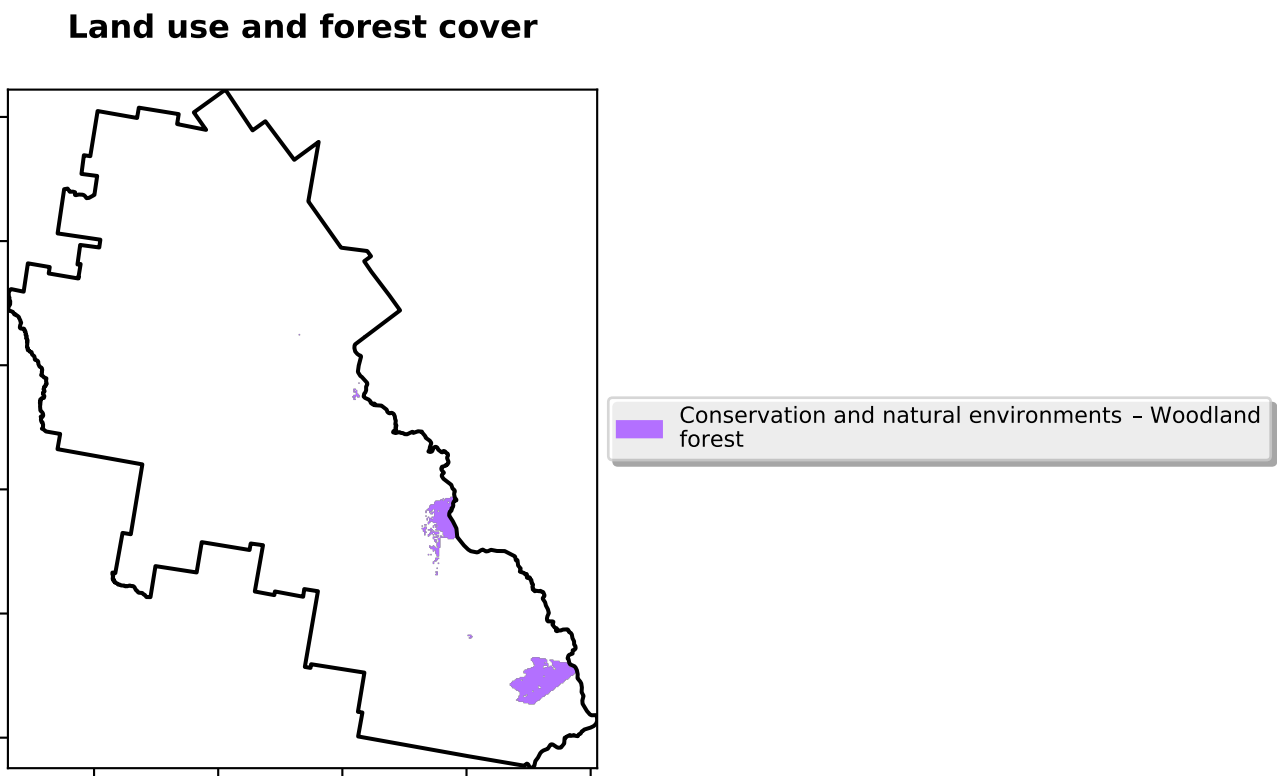 Land use and forest cover
Conservation and natural environments – Woodland
forest